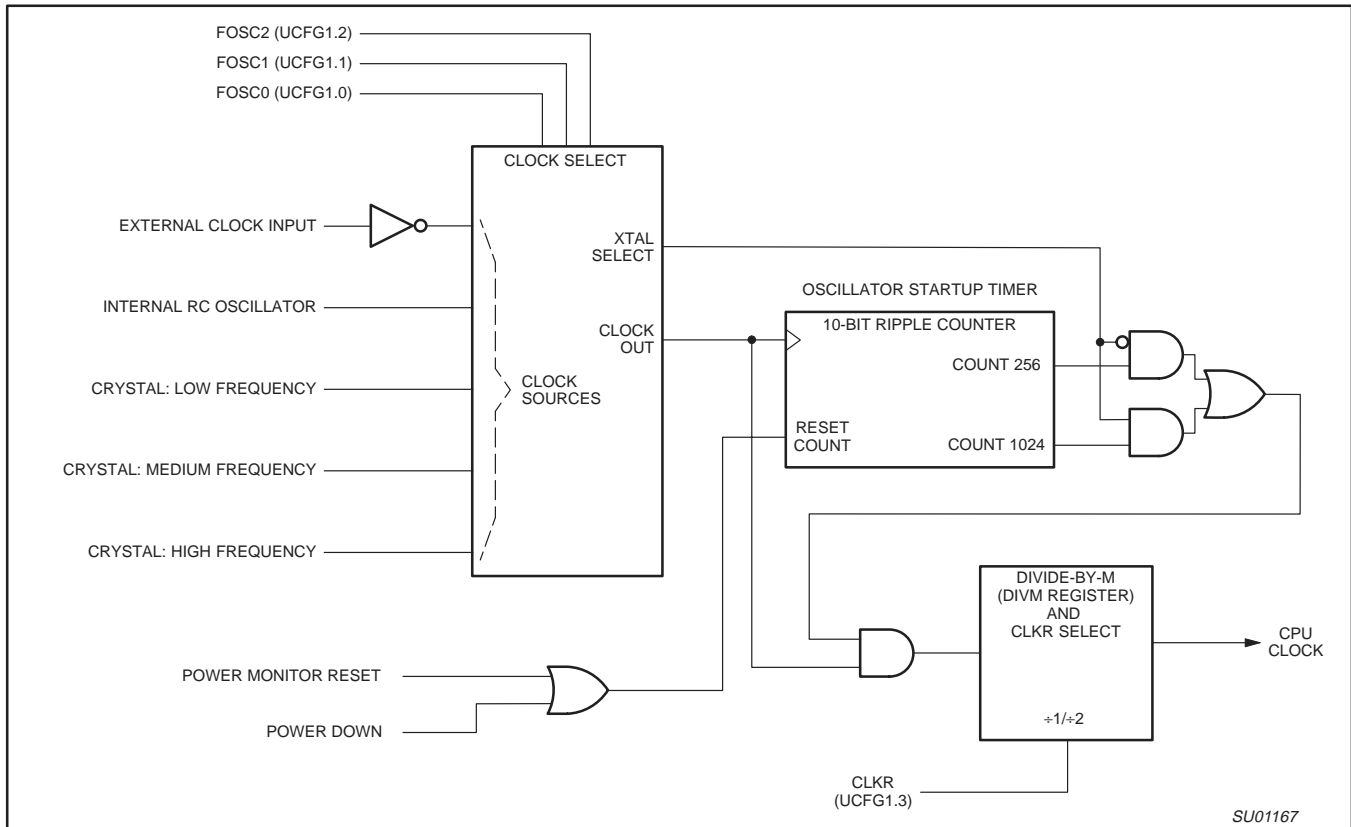 FOSC2 (UCFG1.2)
FOSC1 (UCFG1.1)
FOSC0 (UCFG1.0)
CLOCK SELECT
EXTERNAL CLOCK INPUT
XTAL
SELECT
INTERNAL RC OSCILLATOR
OSCILLATOR STARTUP TIMER
10-BIT RIPPLE COUNTER
CLOCK
OUT
COUNT 256
CRYSTAL: LOW FREQUENCY
CLOCK
SOURCES
RESET
COUNT
COUNT 1024
CRYSTAL: MEDIUM FREQUENCY
CRYSTAL: HIGH FREQUENCY
DIVIDE-BY-M
(DIVM REGISTER)
AND
CLKR SELECT
CPU
CLOCK
POWER MONITOR RESET
POWER DOWN
÷1/÷2
CLKR
(UCFG1.3)
SU01167